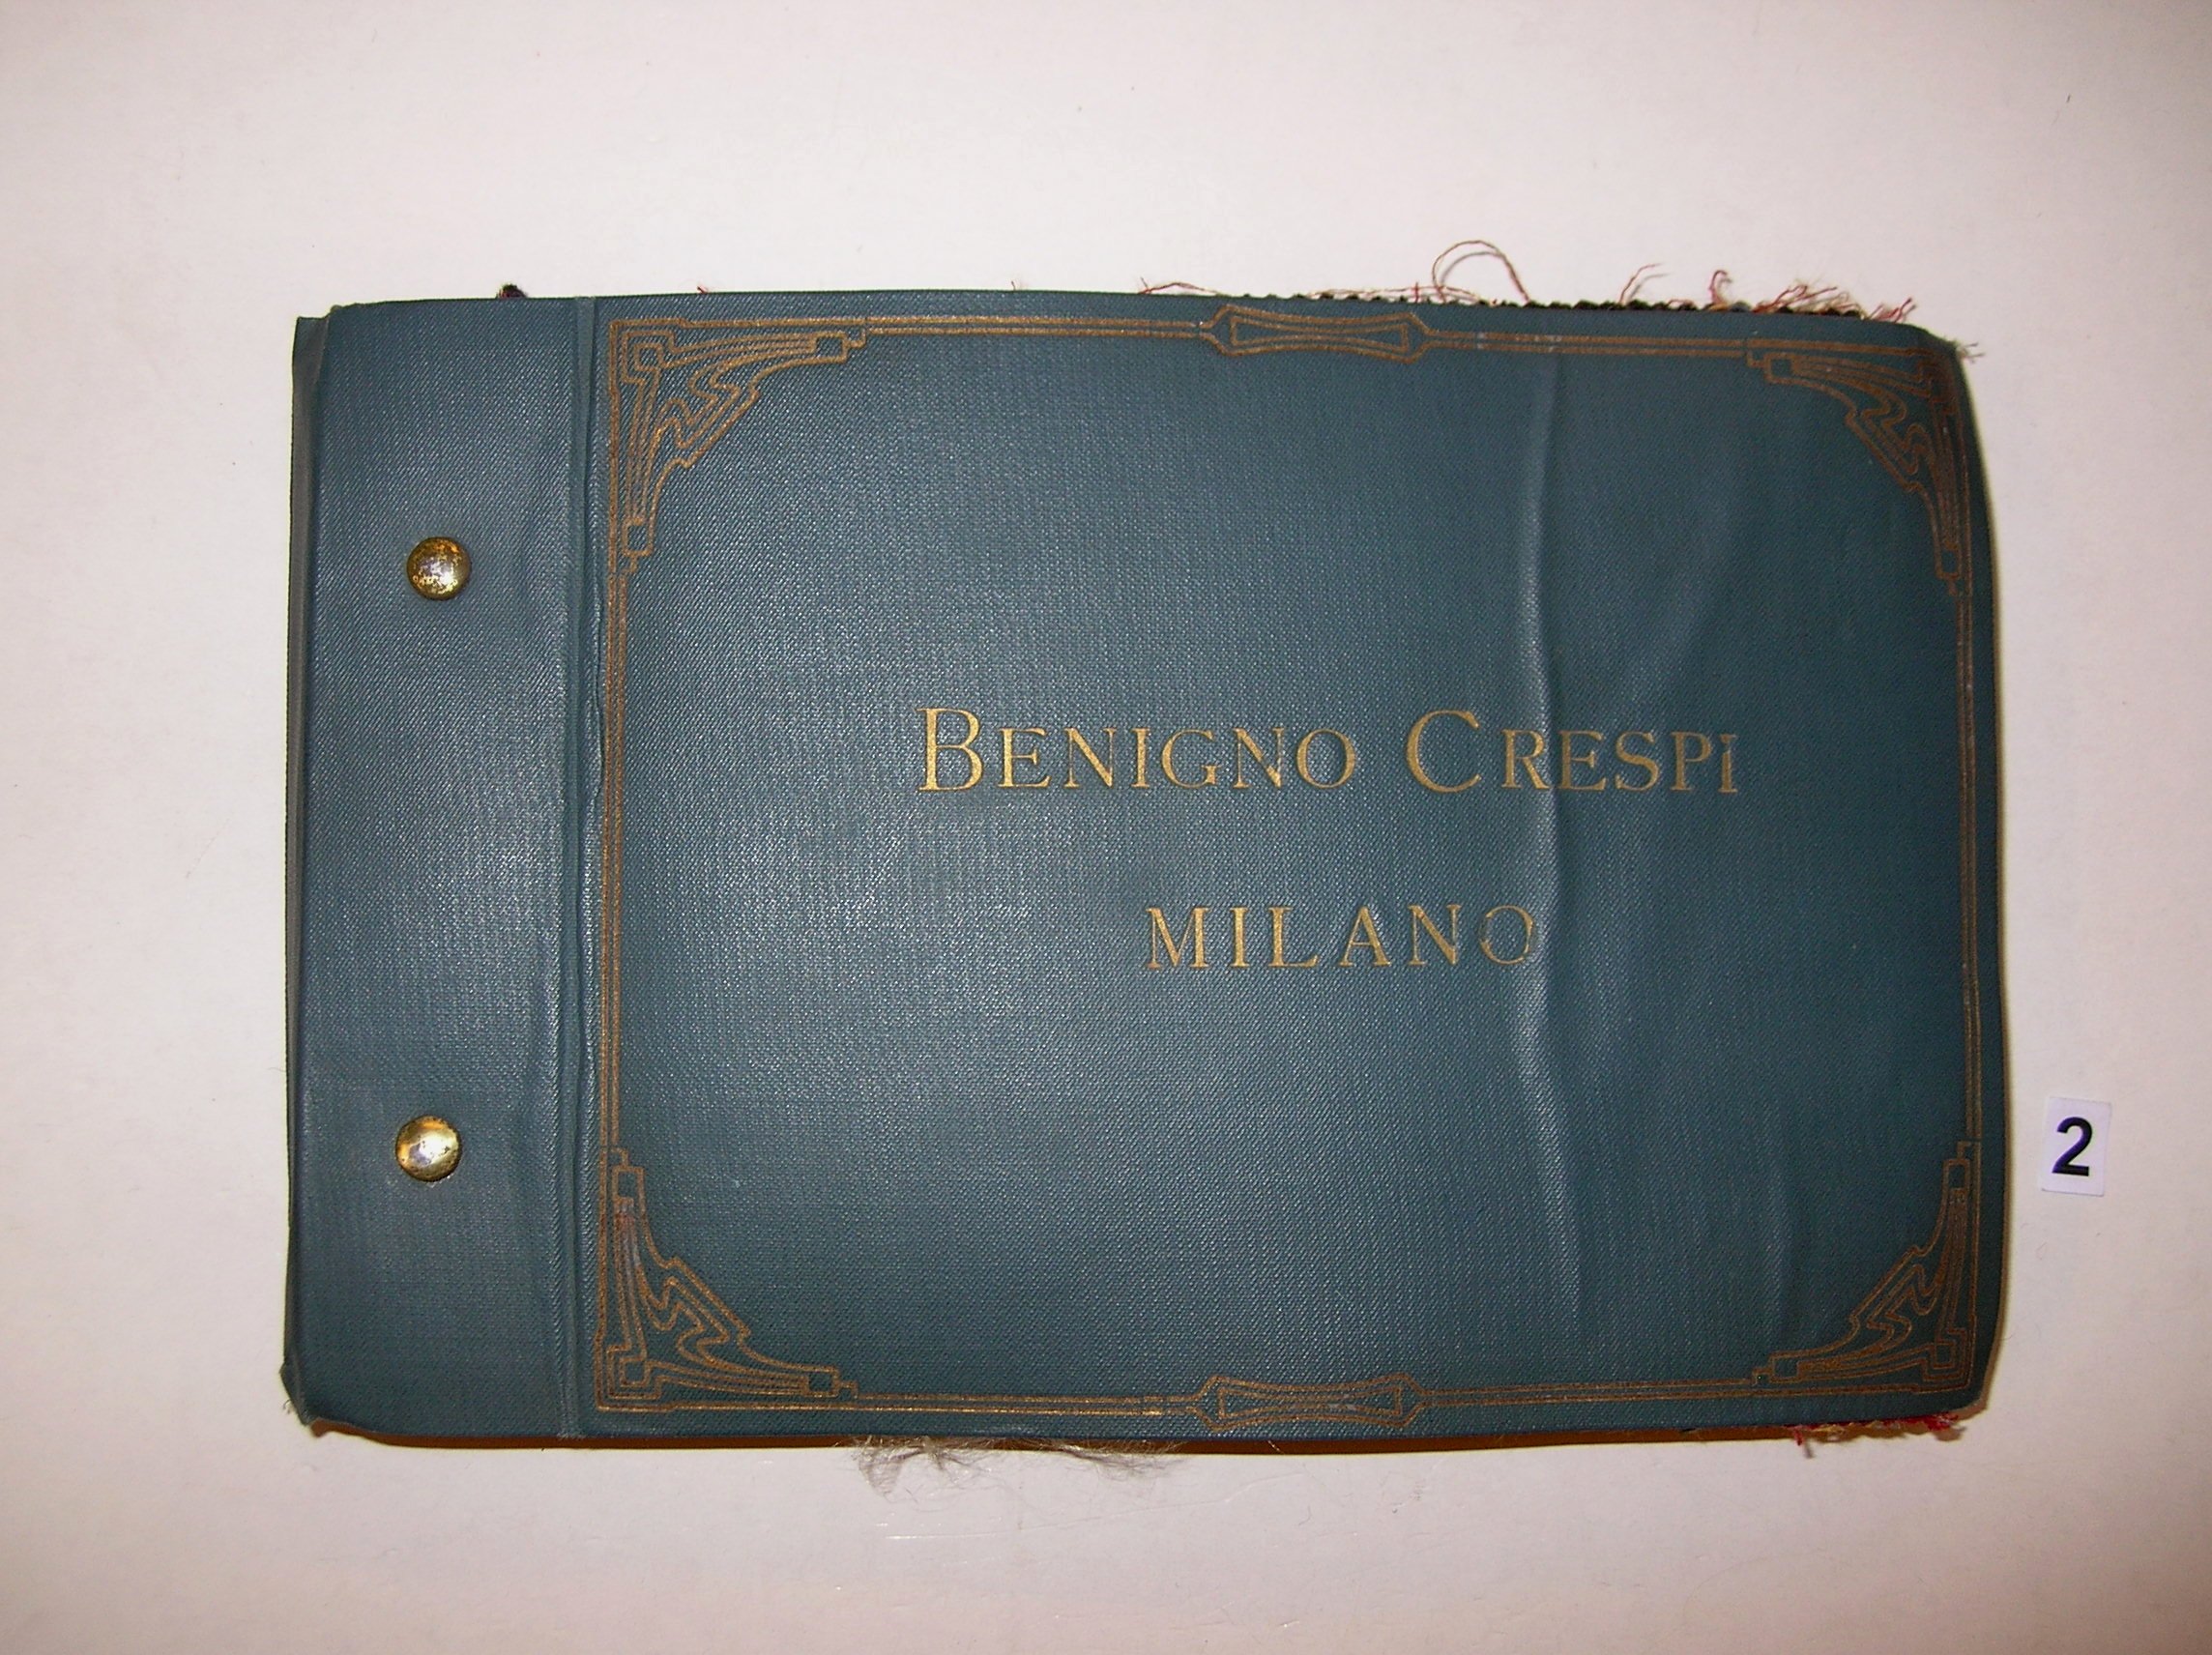 BENIGNO CRESPI
MILANO
2